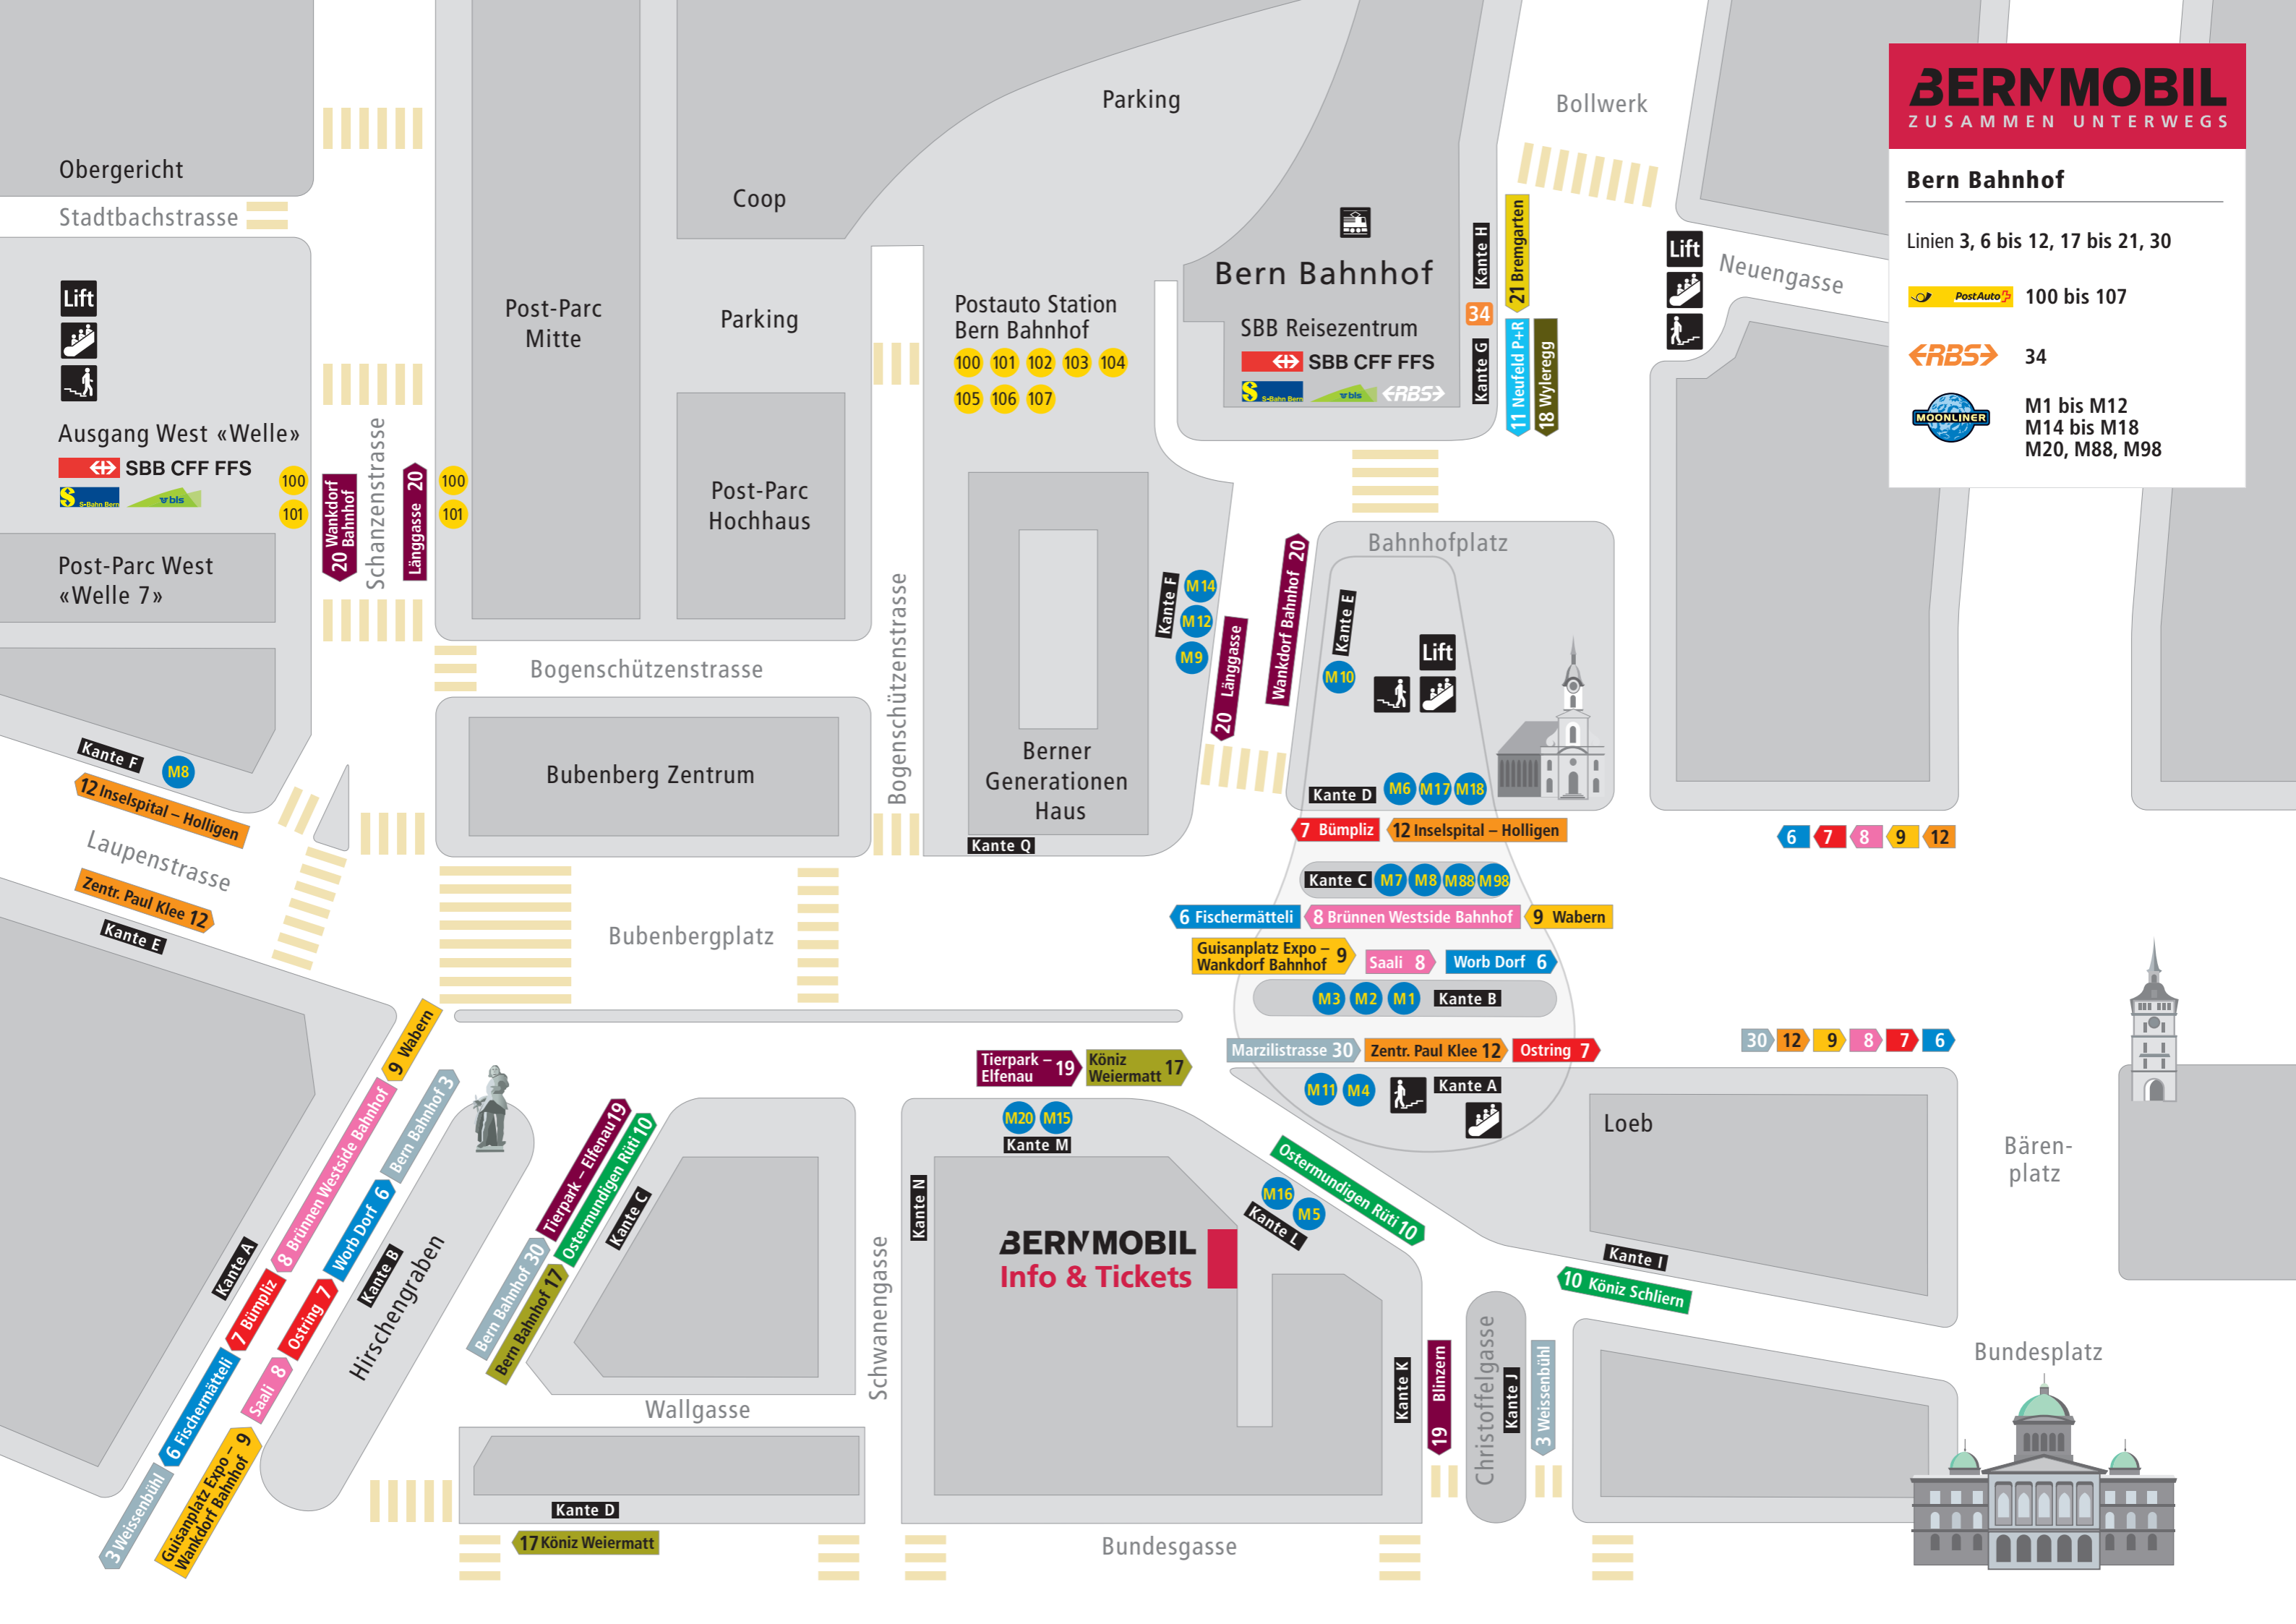 BERNMOBIL
ZUSAMMEN UNTERWEGS
Bern Bahnhof
Linien 3, 6 bis 12, 17 bis 21, 30
PostAuto 100 bis 107
RBS 34
MOONLINER
M1 bis M12
M14 bis M18
M20, M88, M98
Obergericht
Stadtbachstrasse
Lift
Ausgang West «Welle»
SBB CFF FFS
S-Bahn Bern bls
100
101
20 Wankdorf
Bahnhof
Schanzenstrasse
Länggasse 20
100
101
Post-Parc West
«Welle 7»
Post-Parc
Mitte
Coop
Parking
Parking
Post-Parc
Hochhaus
Bogenschützenstrasse
Bogenschützenstrasse
Bubenberg Zentrum
Postauto Station
Bern Bahnhof
100 101 102 103 104
105 106 107
Bern Bahnhof
SBB Reisezentrum
SBB CFF FFS
S-Bahn Bern bls RBS
Kante H
34
Kante G
21 Bremgarten
11 Neufeld P+R
18 Wyleregg
Bollwerk
Lift
Neuengasse
Berner
Generationen
Haus
Kante Q
Kante F
M14
M12
M9
20 Länggasse
Wankdorf Bahnhof 20
Bahnhofplatz
Kante E
M10
Lift
Kante D M6 M17 M18
7 Bümpliz 12 Inselspital – Holligen
Kante C M7 M8 M88 M98
6 Fischermätteli 8 Brünnen Westside Bahnhof 9 Wabern
Guisanplatz Expo –
Wankdorf Bahnhof 9 Saali 8 Worb Dorf 6
M3 M2 M1 Kante B
Marzilistrasse 30 Zentr. Paul Klee 12 Ostring 7
M11 M4 Kante A
6 7 8 9 12
30 12 9 8 7 6
Kante F M8
12 Inselspital – Holligen
Laupenstrasse
Zentr. Paul Klee 12
Kante E
Bubenbergplatz
9 Wabern
8 Brünnen Westside Bahnhof
Kante A
7 Bümpliz
6 Fischermätteli
3 Weissenbühl
Bern Bahnhof 3
Worb Dorf 6
Kante B
Ostring 7
Saali 8
Guisanplatz Expo –
Wankdorf Bahnhof 9
Hirschengraben
Tierpark – Elfenau 19
Ostermundigen Rüti 10
Kante C
Bern Bahnhof 30
Bern Bahnhof 17
Wallgasse
Kante D
17 Köniz Weiermatt
Schwanengasse
Tierpark –
Elfenau 19
Köniz
Weiermatt 17
M20 M15
Kante M
Kante N
BERNMOBIL
Info & Tickets
M16
M5
Kante L
Ostermundigen Rüti 10
Loeb
Kante I
10 Köniz Schliern
Kante K
19 Blinzern
Christoffelgasse
Kante J
3 Weissenbühl
Bundesgasse
Bären-
platz
Bundesplatz